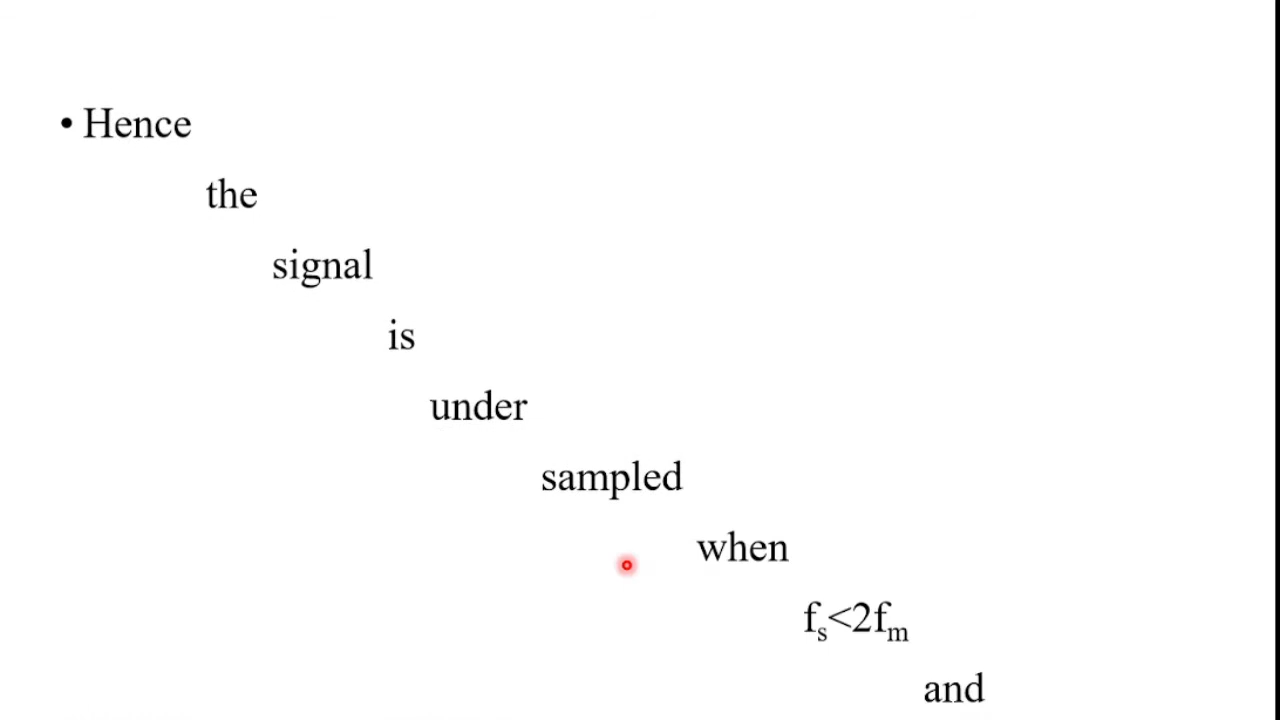 • Hence
the
signal
is
under
sampled
when
fₛ<2fₘ
and